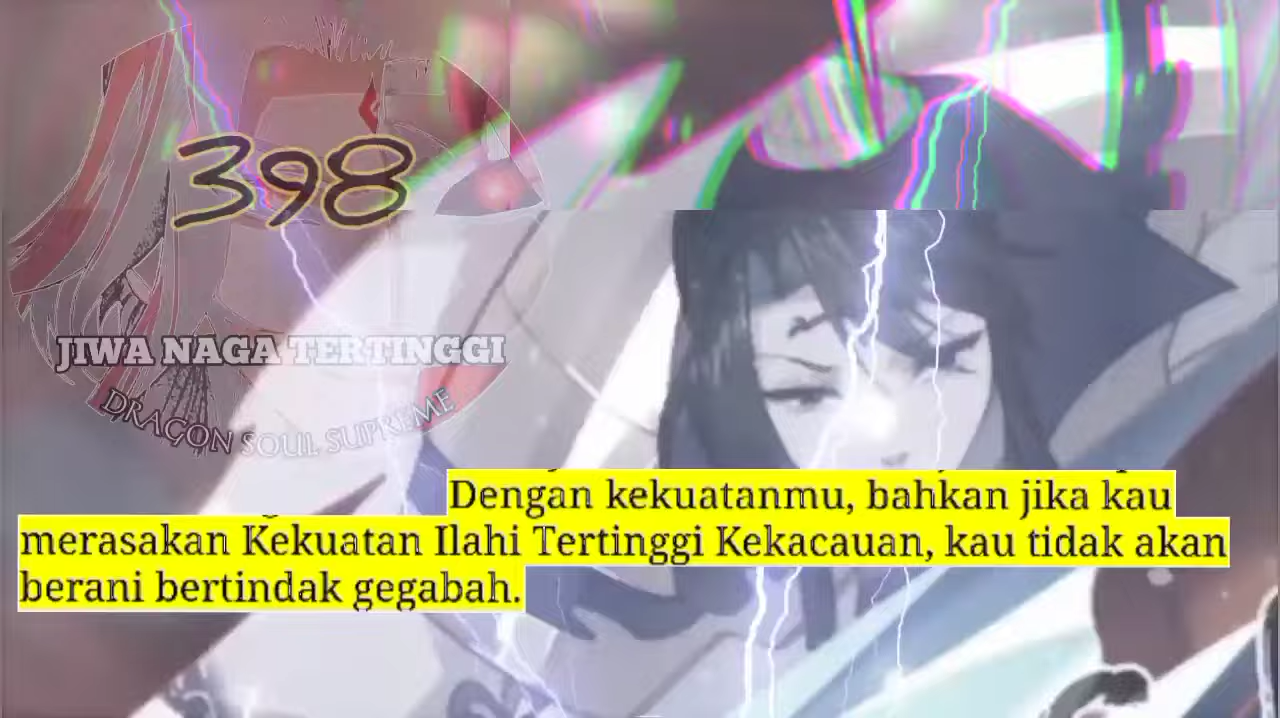 398
JIWA NAGA TERTINGGI
DRAGON SOUL SUPREME
Dengan kekuatanmu, bahkan jika kau
merasakan Kekuatan Ilahi Tertinggi Kekacauan, kau tidak akan
berani bertindak gegabah.